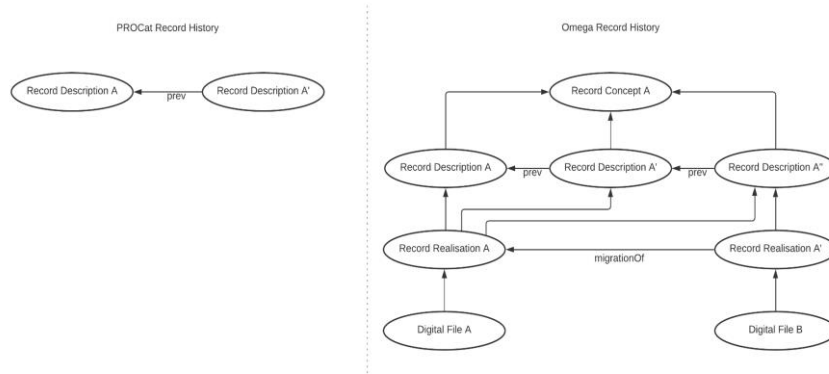 PROCat Record History
Omega Record History
Record Description A
prev
Record Description A'
Record Concept A
Record Description A
prev
Record Description A'
prev
Record Description A"
Record Realisation A
migrationOf
Record Realisation A'
Digital File A
Digital File B